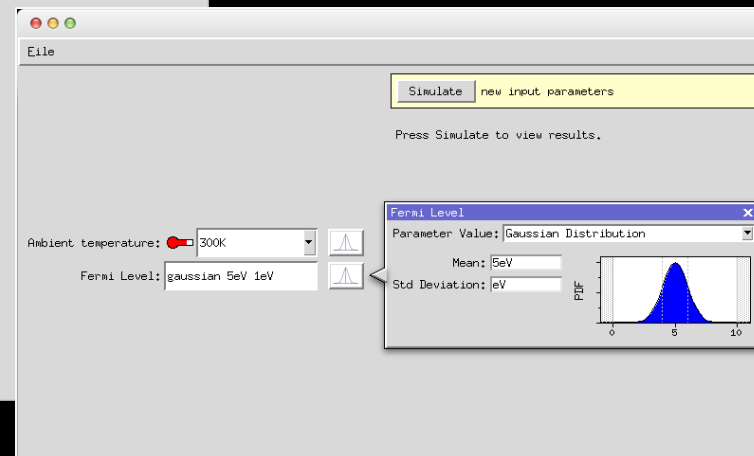 Eile
Simulate new input parameters
Press Simulate to view results.
Ambient temperature: 300K
Fermi Level: gaussian 5eV 1eV
Fermi Level x
Parameter Value: Gaussian Distribution
Mean: 5eV
Std Deviation: eV
PDF
0 5 10